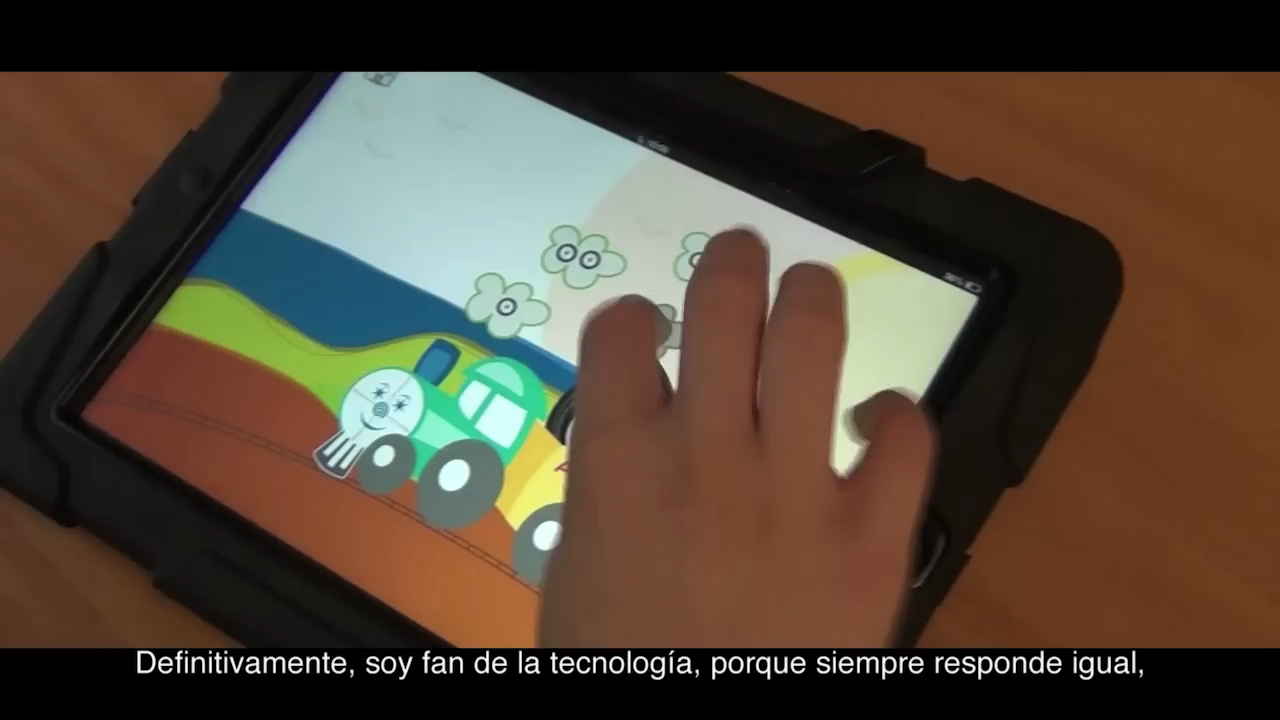 Definitivamente, soy fan de la tecnología, porque siempre responde igual,